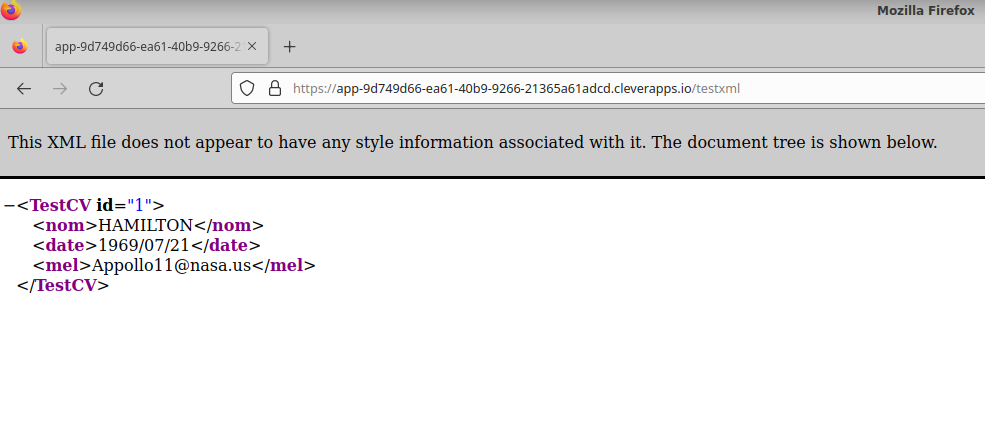 Mozilla Firefox
app-9d749d66-ea61-40b9-9266-2
https://app-9d749d66-ea61-40b9-9266-21365a61adcd.cleverapps.io/testxml
This XML file does not appear to have any style information associated with it. The document tree is shown below.
−<TestCV id="1">
<nom>HAMILTON</nom>
<date>1969/07/21</date>
<mel>Appollo11@nasa.us</mel>
</TestCV>